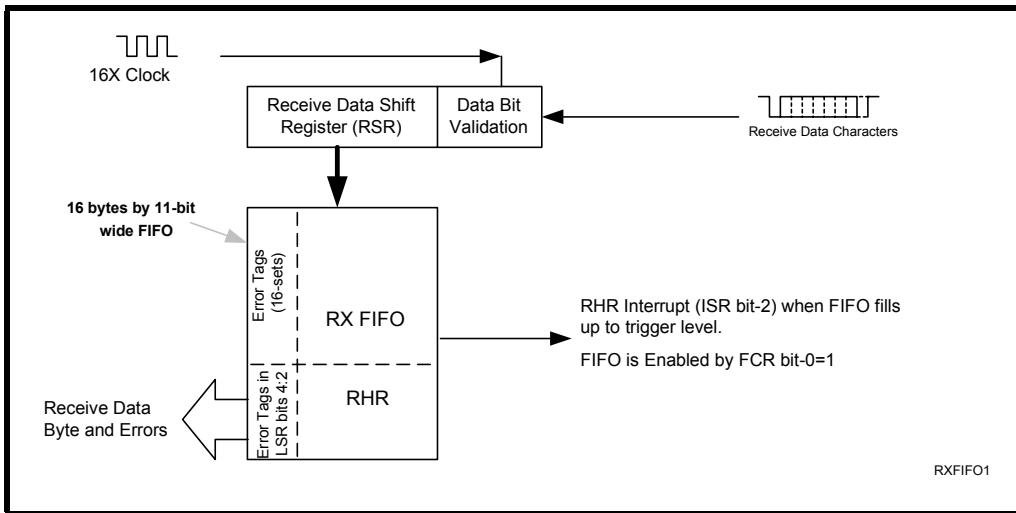 16X Clock
Receive Data Shift
Register (RSR)
Data Bit
Validation
Receive Data Characters
16 bytes by 11-bit
wide FIFO
Error Tags
(16-sets)
RX FIFO
RHR Interrupt (ISR bit-2) when FIFO fills
up to trigger level.
FIFO is Enabled by FCR bit-0=1
Error Tags in
LSR bits 4:2
RHR
Receive Data
Byte and Errors
RXFIFO1